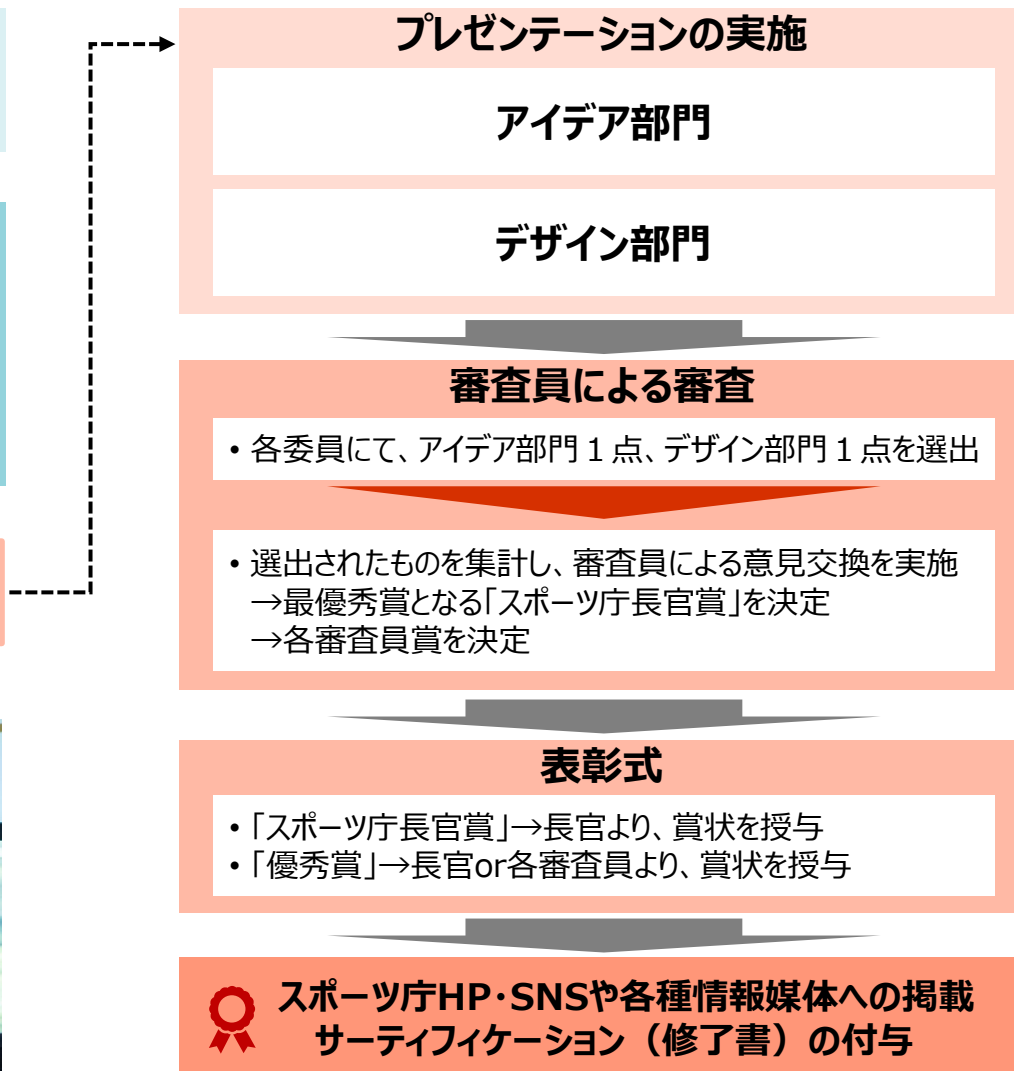 プレゼンテーションの実施
アイデア部門
デザイン部門
審査員による審査
• 各委員にて、アイデア部門１点、デザイン部門１点を選出
• 選出されたものを集計し、審査員による意見交換を実施
→最優秀賞となる「スポーツ庁長官賞」を決定
→各審査員賞を決定
表彰式
• 「スポーツ庁長官賞」→長官より、賞状を授与
• 「優秀賞」→長官or各審査員より、賞状を授与
スポーツ庁HP・SNSや各種情報媒体への掲載
サーティフィケーション（修了書）の付与